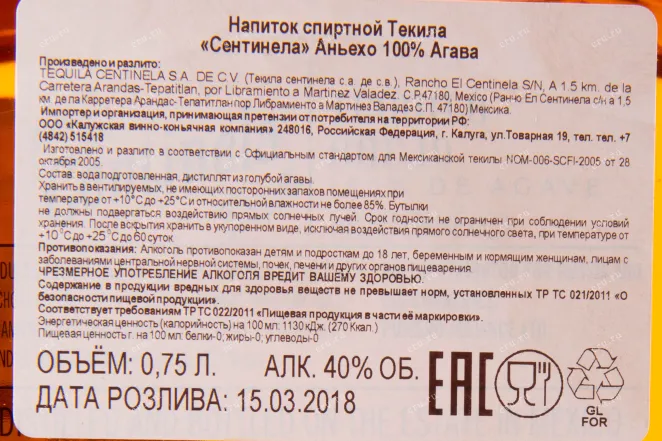 Напиток спиртной Текила
«Сентинела» Аньехо 100% Агава
Произведено и разлито:
TEQUILA CENTINELA S.A. DE C.V. (Текила сентинела с.а. де с.в.), Rancho El Centinela S/N, A 1.5 km. de la
Carretera Arandas-Tepatitlan, por Libramiento a Martinez Valadez. C.P.47180, Mexico (Ранчо Ел Сентинела с/н а 1.5
км. де ла Карретера Арандас-Тепатитлан пор Либрамиенто а Мартинез Валадез С.П. 47180) Мексика.
Импортер и организация, принимающая претензии от потребителя на территории РФ:
ООО «Калужская винно-коньячная компания» 248016, Российская Федерация, г. Калуга, ул.Товарная 19, тел. тел. +7
(4842) 515418
Изготовлено и разлито в соответствии с Официальным стандартом для Мексиканской текилы NOM-006-SCFI-2005 от 28
октября 2005.
Состав: вода подготовленная, дистиллят из голубой агавы.
Хранить в вентилируемых, не имеющих посторонних запахов помещениях при
температуре от +10°С до +25°С и относительной влажности не более 85%. Бутылки
не должны подвергаться воздействию прямых солнечных лучей. Срок годности не ограничен при соблюдении условий
хранения. После вскрытия хранить в укупоренном виде, исключая воздействия прямого солнечного света, при температуре от
+10°С до +25°С до 60 суток.
Противопоказания: Алкоголь противопоказан детям и подросткам до 18 лет, беременным и кормящим женщинам, лицам с
заболеваниями центральной нервной системы, почек, печени и других органов пищеварения.
ЧРЕЗМЕРНОЕ УПОТРЕБЛЕНИЕ АЛКОГОЛЯ ВРЕДИТ ВАШЕМУ ЗДОРОВЬЮ.
Содержание в продукции вредных для здоровья веществ не превышает норм, установленных ТР ТС 021/2011 «О
безопасности пищевой продукции».
Соответствует требованиям ТР ТС 022/2011 «Пищевая продукция в части её маркировки».
Энергетическая ценность (калорийность) на 100 мл: 1130 кДж. (270 Ккал.)
Пищевая ценность г. на 100 мл: белки-0; жиры-0; углеводы-0
ОБЪЁМ: 0,75 Л. АЛК. 40% ОБ.
ДАТА РОЗЛИВА: 15.03.2018
EAC
GL
FOR